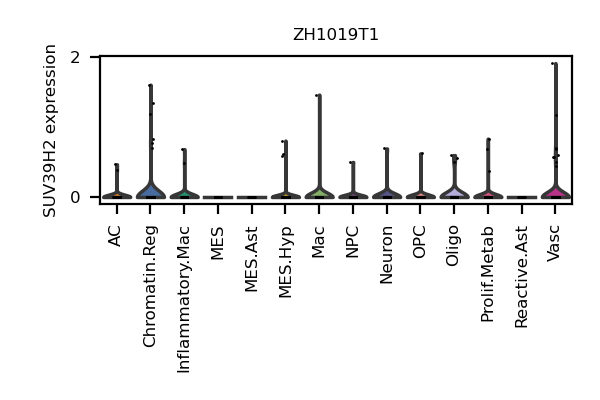 ZH1019T1
SUV39H2 expression
2
0
AC
Chromatin.Reg
Inflammatory.Mac
MES
MES.Ast
MES.Hyp
Mac
NPC
Neuron
OPC
Oligo
Prolif.Metab
Reactive.Ast
Vasc